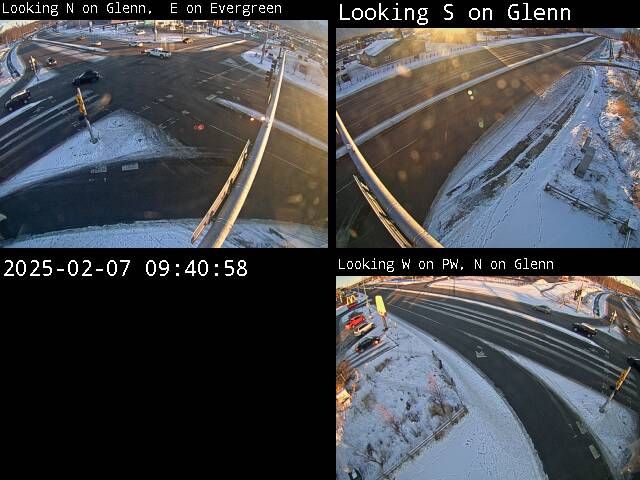 Looking N on Glenn,  E on Evergreen
Looking S on Glenn
2025-02-07 09:40:58
Looking W on PW, N on Glenn